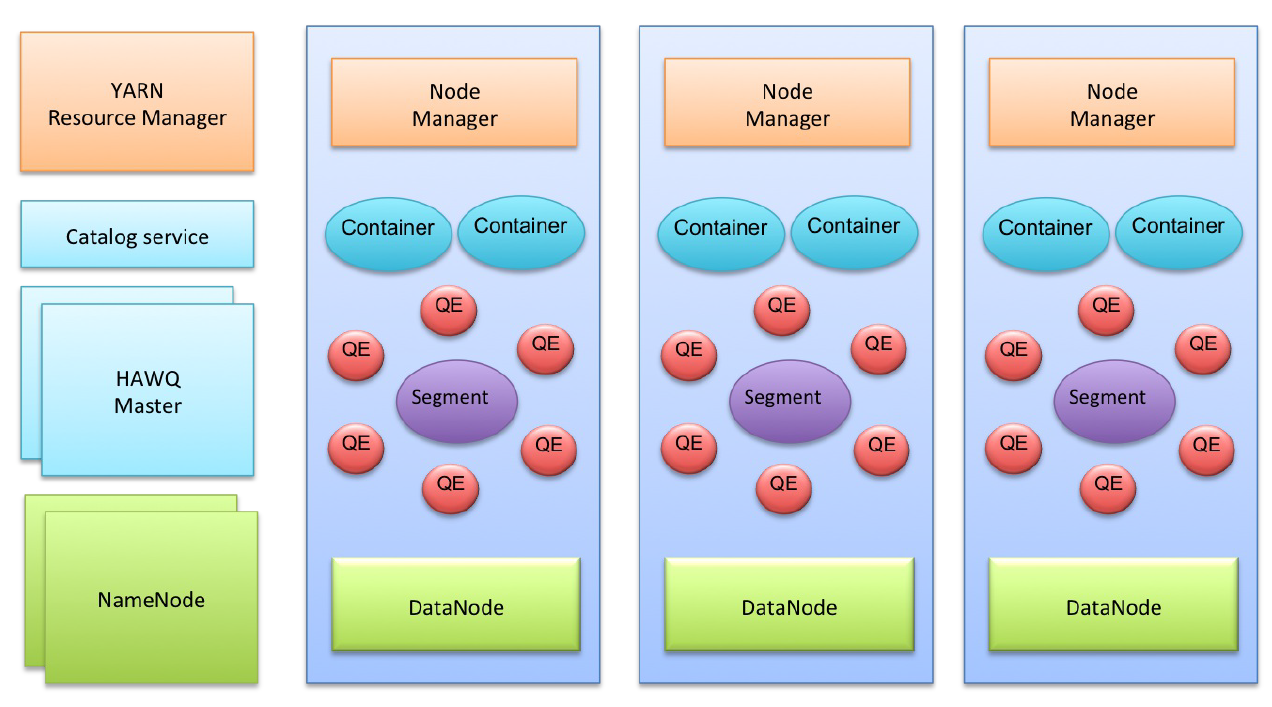 YARN
Resource Manager
Catalog service
HAWQ
Master
NameNode
Node
Manager
Container
Container
QE
QE
QE
Segment
QE
QE
QE
DataNode
Node
Manager
Container
Container
QE
QE
QE
Segment
QE
QE
QE
DataNode
Node
Manager
Container
Container
QE
QE
QE
Segment
QE
QE
QE
DataNode